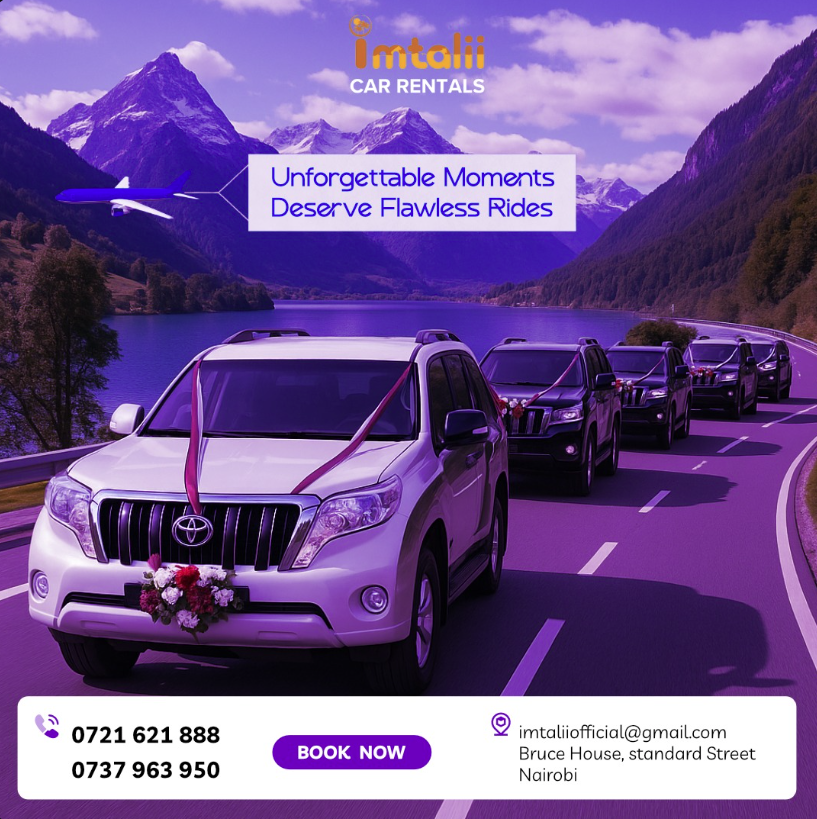 imtalii
CAR RENTALS
Unforgettable Moments
Deserve Flawless Rides
0721 621 888
0737 963 950
BOOK NOW
imtaliiofficial@gmail.com
Bruce House, standard Street
Nairobi